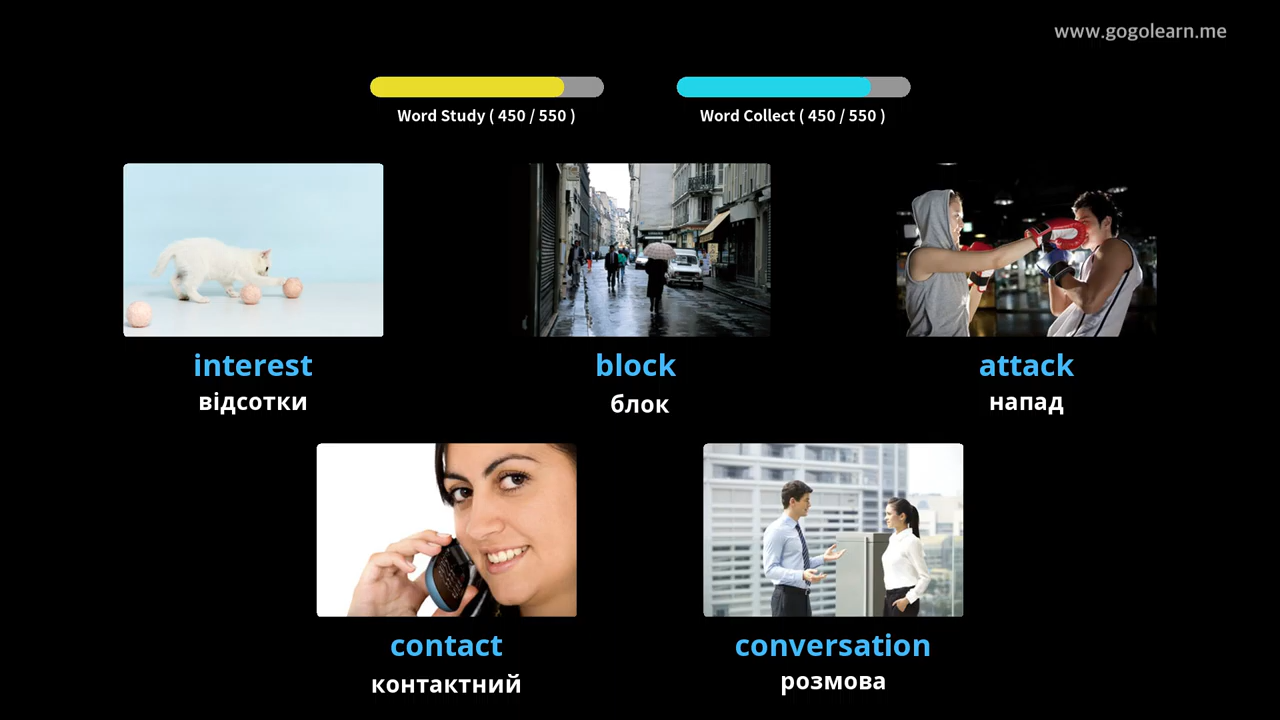 www.gogolearn.me
Word Study ( 450 / 550 )
Word Collect ( 450 / 550 )
interest
відсотки
block
блок
attack
напад
contact
контактний
conversation
розмова